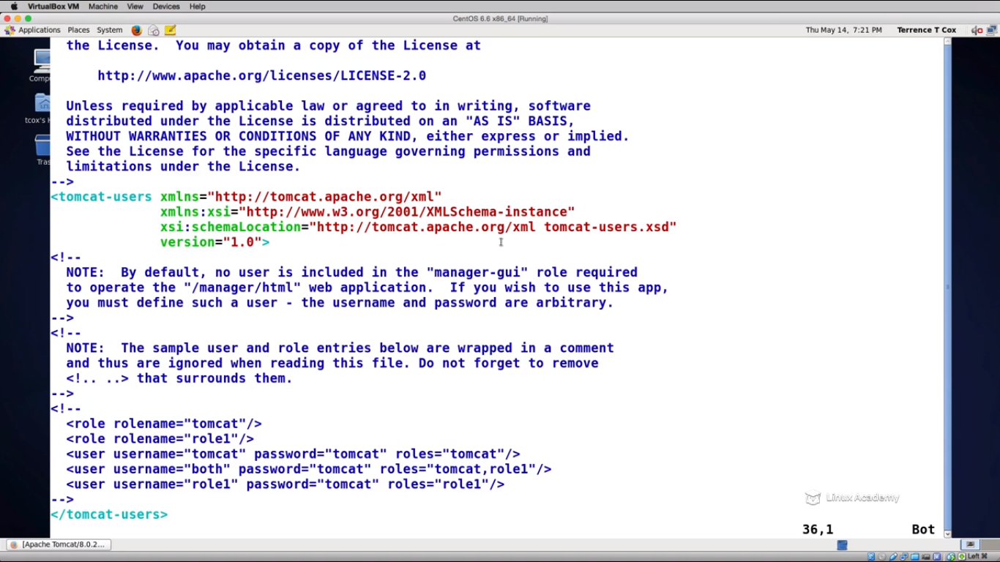 VirtualBox VM Machine View Devices Help
CentOS 6.6 x86_64 [Running]
Applications Places System Thu May 14, 7:21 PM Terrence T Cox
the License. You may obtain a copy of the License at
http://www.apache.org/licenses/LICENSE-2.0
Unless required by applicable law or agreed to in writing, software
distributed under the License is distributed on an "AS IS" BASIS,
WITHOUT WARRANTIES OR CONDITIONS OF ANY KIND, either express or implied.
See the License for the specific language governing permissions and
limitations under the License.
-->
<tomcat-users xmlns="http://tomcat.apache.org/xml"
xmlns:xsi="http://www.w3.org/2001/XMLSchema-instance"
xsi:schemaLocation="http://tomcat.apache.org/xml tomcat-users.xsd"
version="1.0">
<!--
NOTE: By default, no user is included in the "manager-gui" role required
to operate the "/manager/html" web application. If you wish to use this app,
you must define such a user - the username and password are arbitrary.
-->
<!--
NOTE: The sample user and role entries below are wrapped in a comment
and thus are ignored when reading this file. Do not forget to remove
<!.. ..> that surrounds them.
-->
<!--
<role rolename="tomcat"/>
<role rolename="role1"/>
<user username="tomcat" password="tomcat" roles="tomcat"/>
<user username="both" password="tomcat" roles="tomcat,role1"/>
<user username="role1" password="tomcat" roles="role1"/>
-->
</tomcat-users>
Linux Academy
36,1 Bot
[Apache Tomcat/8.0.2...
Left ⌘